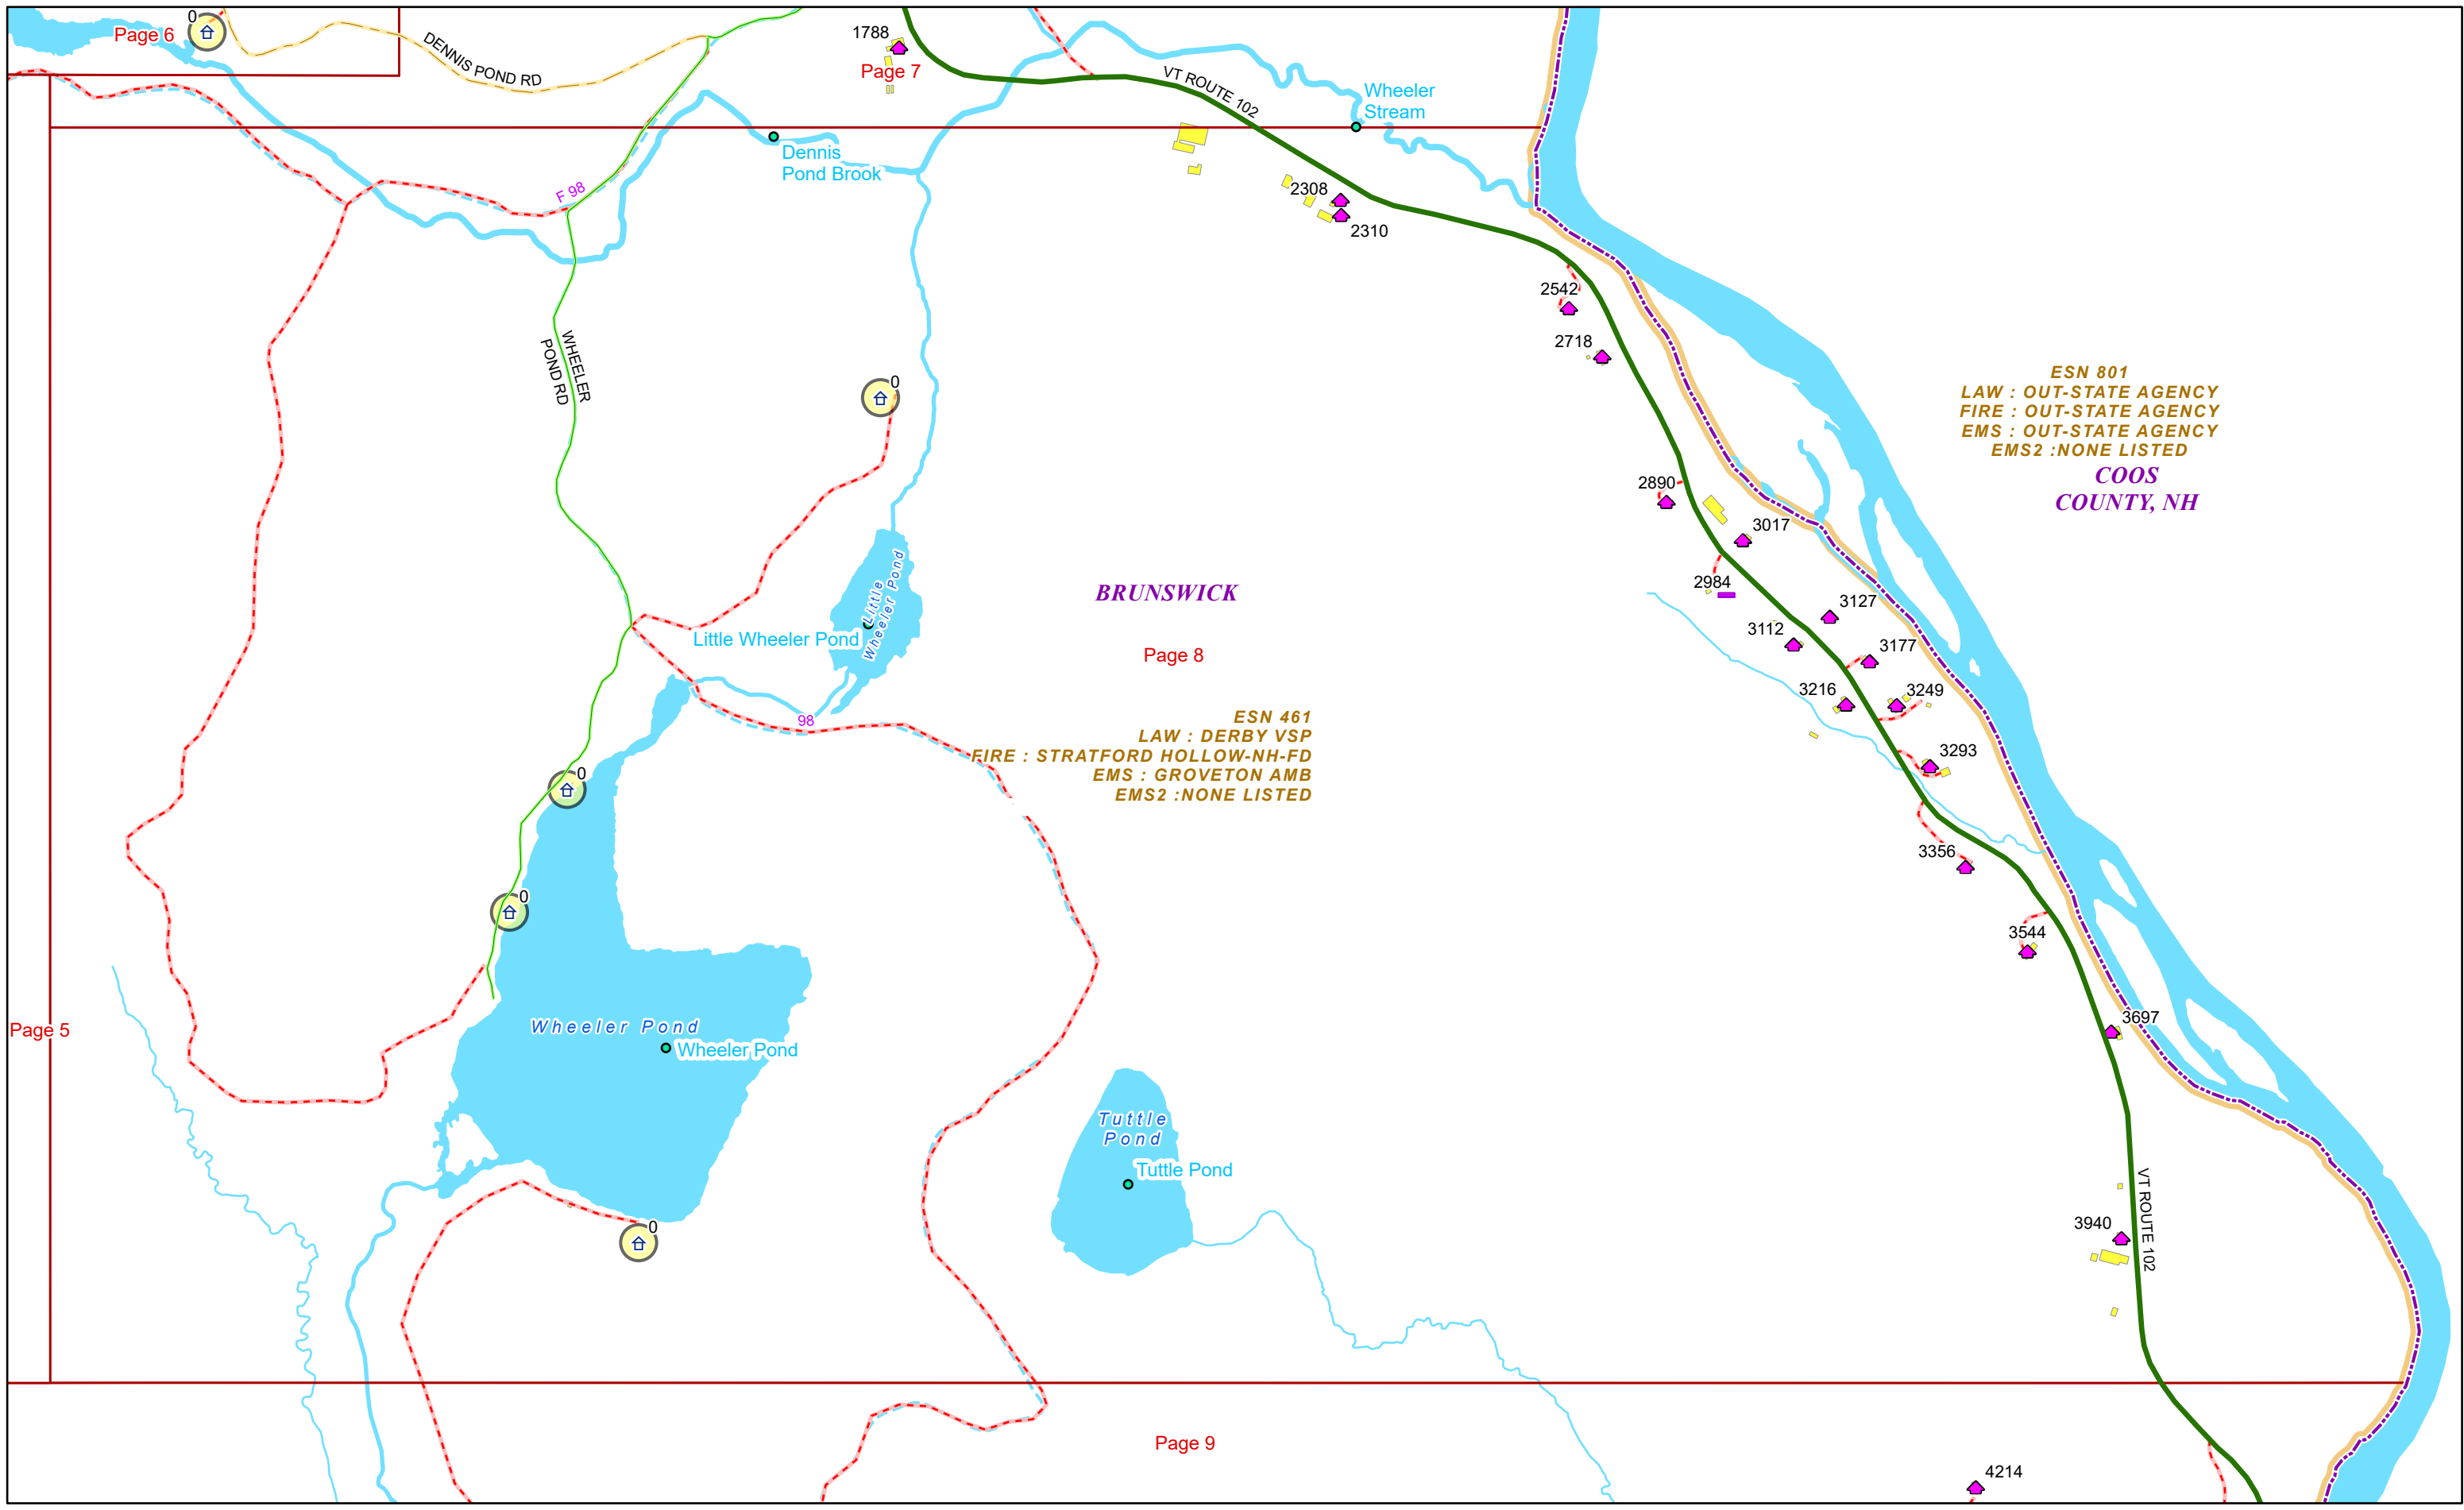 0
Page 6
DENNIS POND RD
1788
Page 7
VT ROUTE 102
Wheeler
Stream
Dennis
Pond Brook
F 98
2308
2310
2542
2718
WHEELER
POND RD
0
ESN 801
LAW : OUT-STATE AGENCY
FIRE : OUT-STATE AGENCY
EMS : OUT-STATE AGENCY
EMS2 :NONE LISTED
COOS
COUNTY, NH
2890
3017
2984
BRUNSWICK
3127
3112
Little
Wheeler Pond
Little Wheeler Pond
Page 8
3177
3216
3249
98
ESN 461
LAW : DERBY VSP
FIRE : STRATFORD HOLLOW-NH-FD
EMS : GROVETON AMB
EMS2 :NONE LISTED
3293
0
3356
0
3544
Page 5
Wheeler Pond
Wheeler Pond
3697
Tuttle
Pond
Tuttle Pond
0
3940
VT ROUTE 102
Page 9
4214